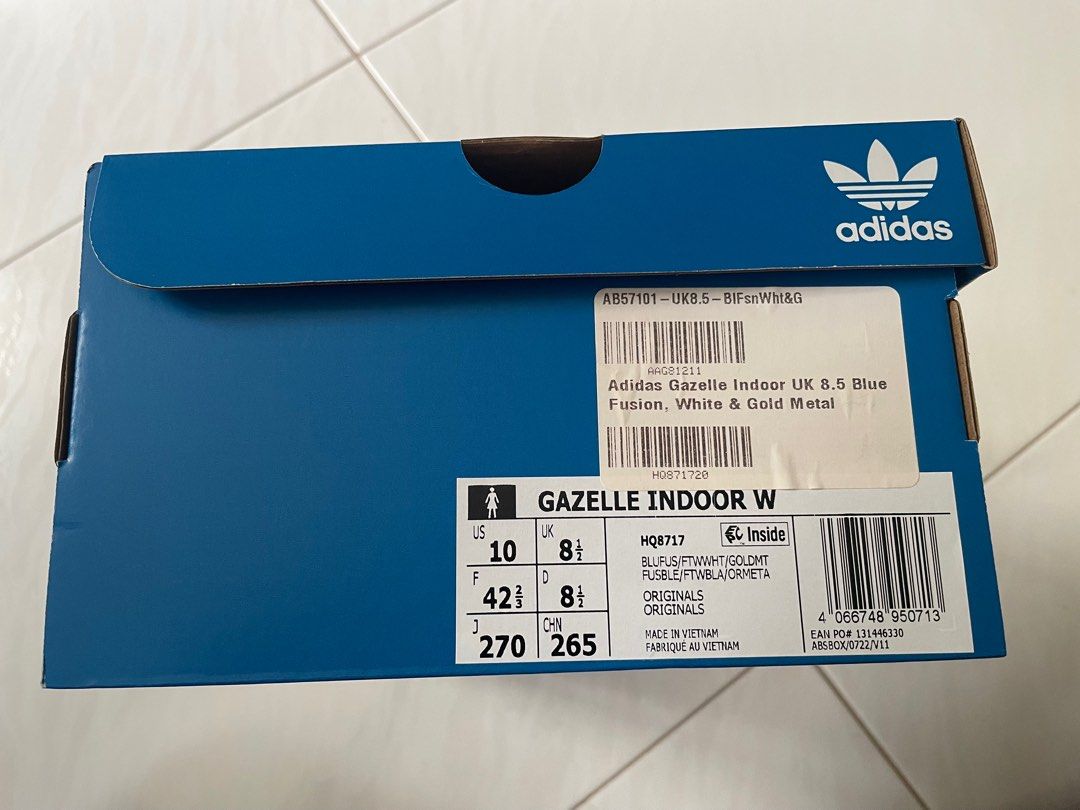 adidas
AB57101-UK8.5-BlFsnWht&G
AAG81211
Adidas Gazelle Indoor UK 8.5 Blue
Fusion, White & Gold Metal
HQ871720
GAZELLE INDOOR W
US 10
UK 8 1/2
F 42 2/3
D 8 1/2
J 270
CHN 265
HQ8717
Inside
BLUFUS/FTWWHT/GOLDMT
FUSBLE/FTWBLA/ORMETA
ORIGINALS
ORIGINALS
MADE IN VIETNAM
FABRIQUÉ AU VIETNAM
4 066748 950713
EAN PO# 131446330
ABSBOX/0722/V11